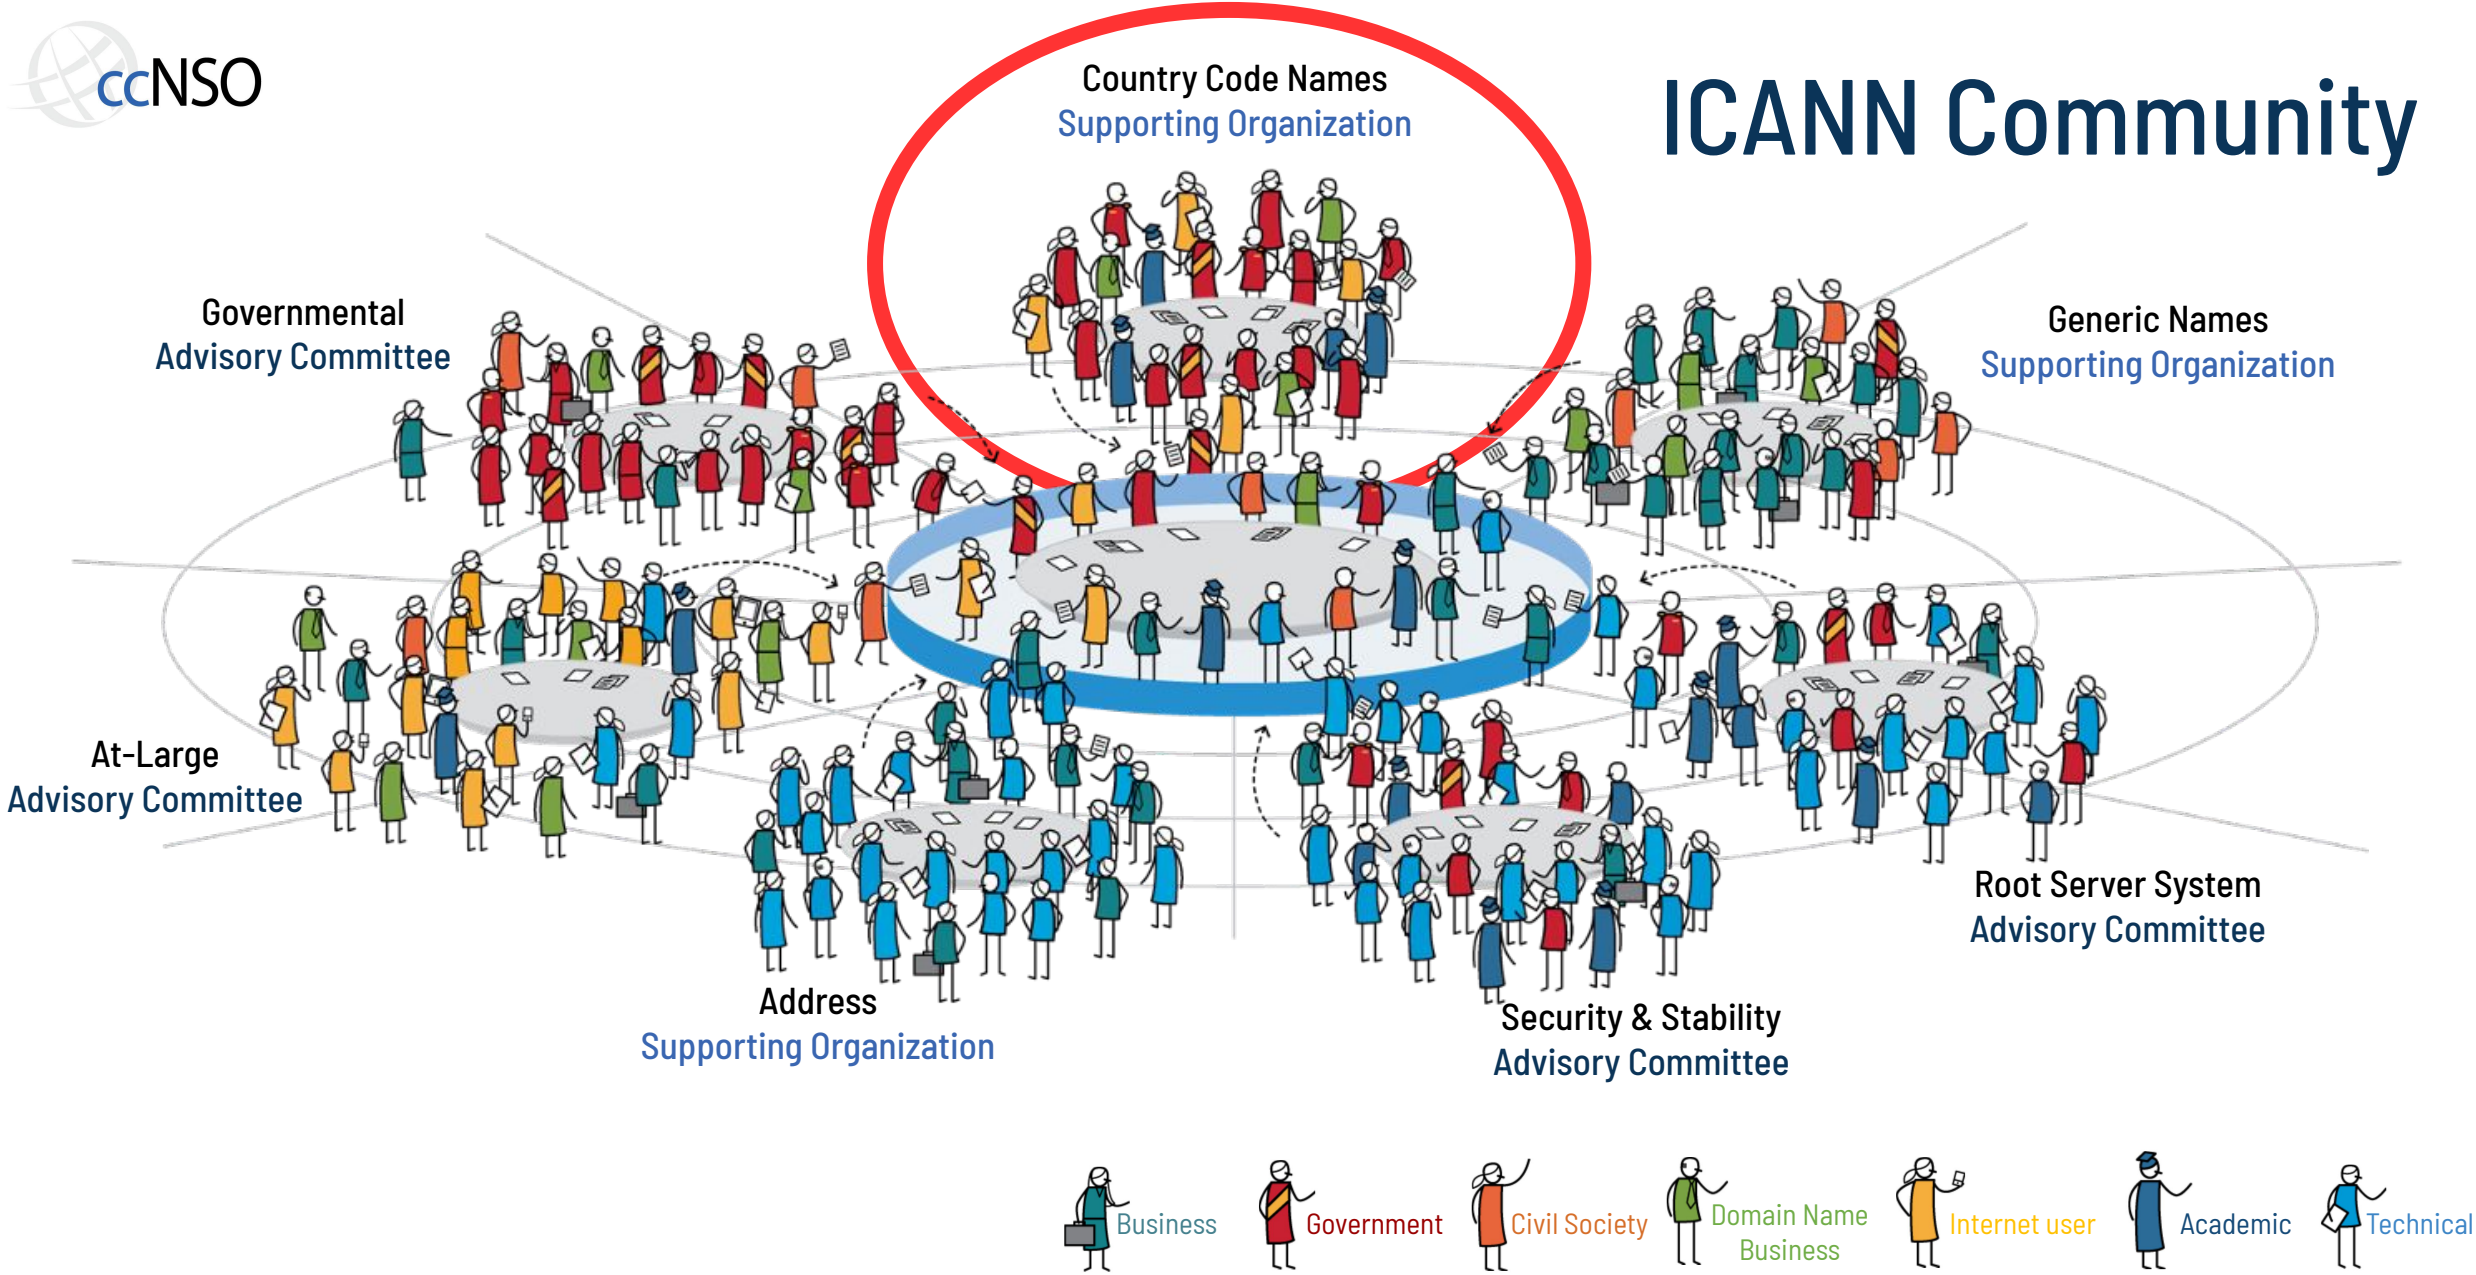 ccNSO
Country Code Names
Supporting Organization
ICANN Community
Governmental
Advisory Committee
Generic Names
Supporting Organization
At-Large
Advisory Committee
Root Server System
Advisory Committee
Address
Supporting Organization
Security & Stability
Advisory Committee
Business
Government
Civil Society
Domain Name
Business
Internet user
Academic
Technical